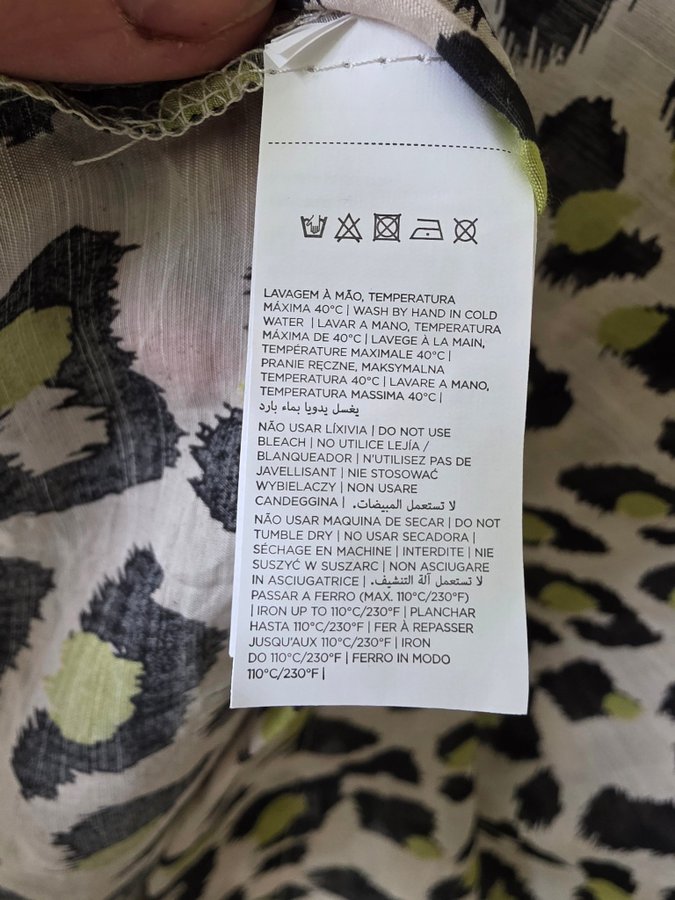 LAVAGEM À MÃO, TEMPERATURA
MÁXIMA 40°C | WASH BY HAND IN COLD
WATER | LAVAR A MANO, TEMPERATURA
MÁXIMA DE 40°C | LAVEGE À LA MAIN,
TEMPÉRATURE MAXIMALE 40°C |
PRANIE RĘCZNE, MAKSYMALNA
TEMPERATURA 40°C | LAVARE A MANO,
TEMPERATURA MASSIMA 40°C |
يغسل يدويا بماء بارد
NÃO USAR LÍXIVIA | DO NOT USE
BLEACH | NO UTILICE LEJÍA /
BLANQUEADOR | N'UTILISEZ PAS DE
JAVELLISANT | NIE STOSOWAĆ
WYBIELACZY | NON USARE
CANDEGGINA | لا تستعمل المبيضات.
NÃO USAR MAQUINA DE SECAR | DO NOT
TUMBLE DRY | NO USAR SECADORA |
SÉCHAGE EN MACHINE | INTERDITE | NIE
SUSZYĆ W SUSZARC | NON ASCIUGARE
IN ASCIUGATRICE | لا تستعمل آلة التنشيف.
PASSAR A FERRO (MAX. 110°C/230°F)
| IRON UP TO 110°C/230°F | PLANCHAR
HASTA 110°C/230°F | FER À REPASSER
JUSQU'AUX 110°C/230°F | IRON
DO 110°C/230°F | FERRO IN MODO
110°C/230°F |